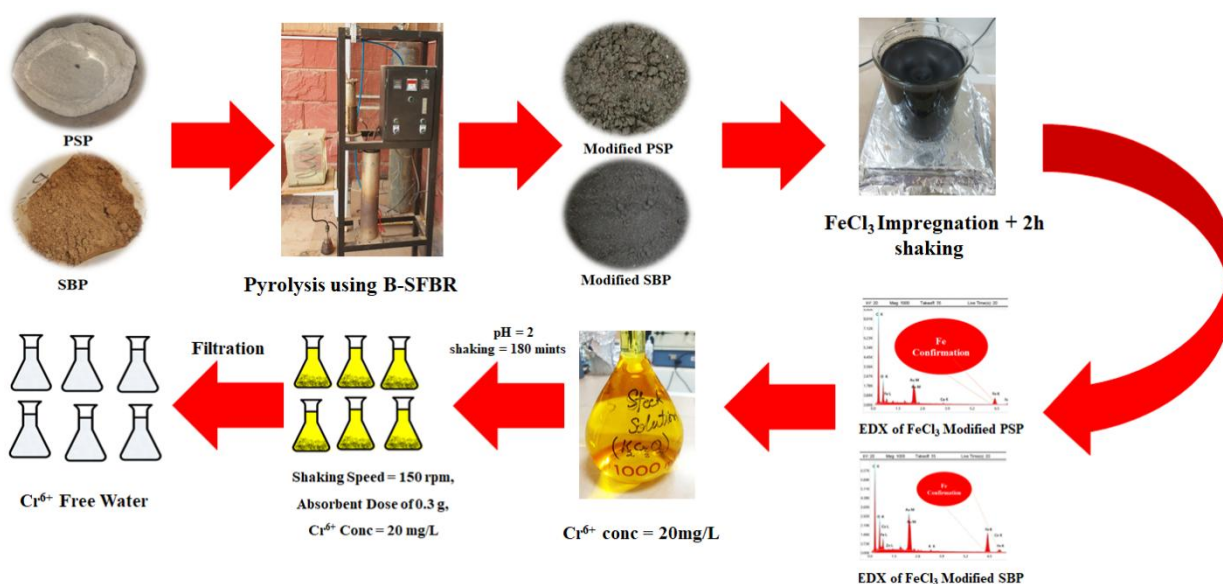 PSP
SBP
Pyrolysis using B-SFBR
Modified PSP
Modified SBP
FeCl₃ Impregnation + 2h
shaking
Fe
Confirmation
EDX of FeCl₃ Modified PSP
Fe
Confirmation
EDX of FeCl₃ Modified SBP
Stock
Solution
1000
Cr⁶⁺ conc = 20mg/L
pH = 2
shaking = 180 mints
Shaking Speed = 150 rpm,
Absorbent Dose of 0.3 g,
Cr⁶⁺ Conc = 20 mg/L
Filtration
Cr⁶⁺ Free Water